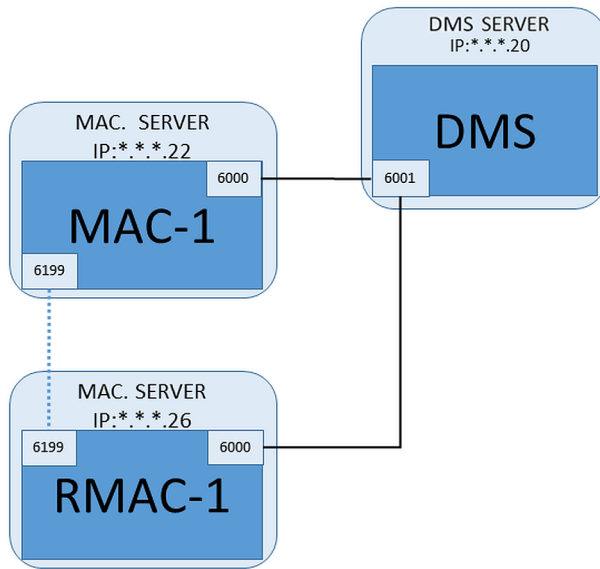 DMS SERVER
IP:*.*.*.20
DMS
6001
MAC. SERVER
IP:*.*.*.22
6000
MAC-1
6199
MAC. SERVER
IP:*.*.*.26
6199
6000
RMAC-1